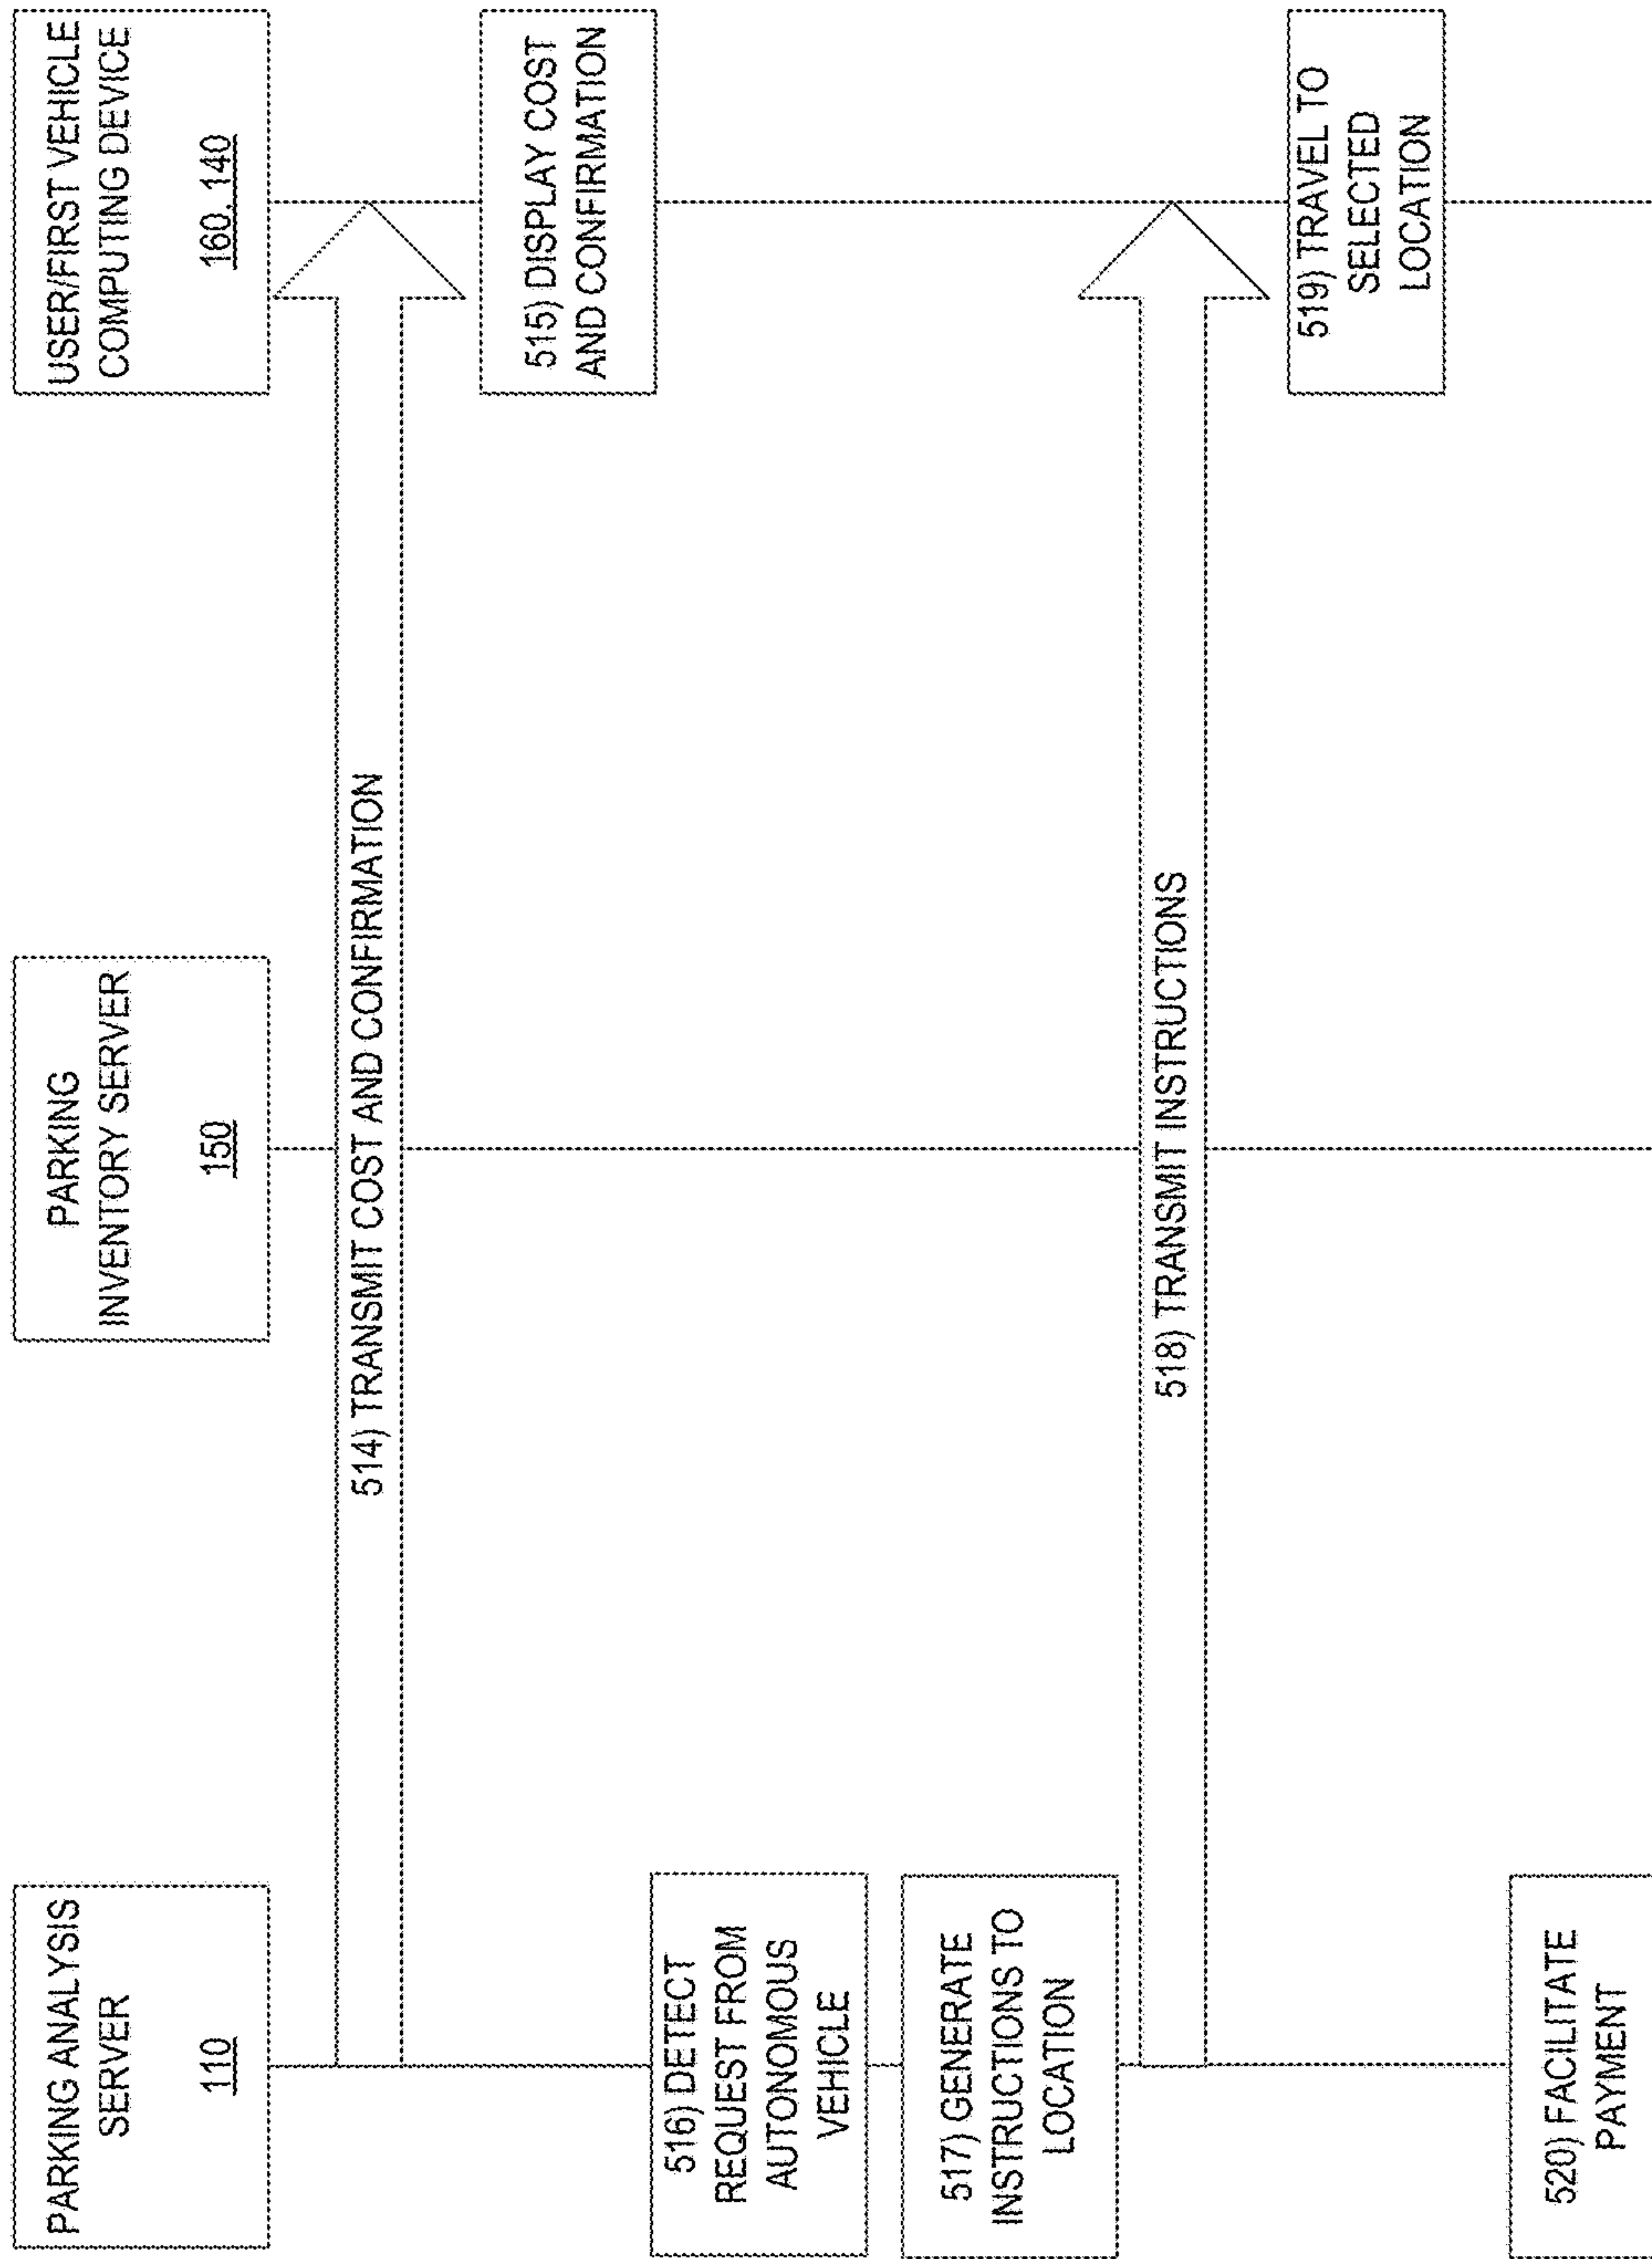 PARKING ANALYSIS
SERVER
110
PARKING
INVENTORY SERVER
150
USER/FIRST VEHICLE
COMPUTING DEVICE
160, 140
514) TRANSMIT COST AND CONFIRMATION
515) DISPLAY COST
AND CONFIRMATION
516) DETECT
REQUEST FROM
AUTONOMOUS
VEHICLE
517) GENERATE
INSTRUCTIONS TO
LOCATION
518) TRANSMIT INSTRUCTIONS
519) TRAVEL TO
SELECTED
LOCATION
520) FACILITATE
PAYMENT